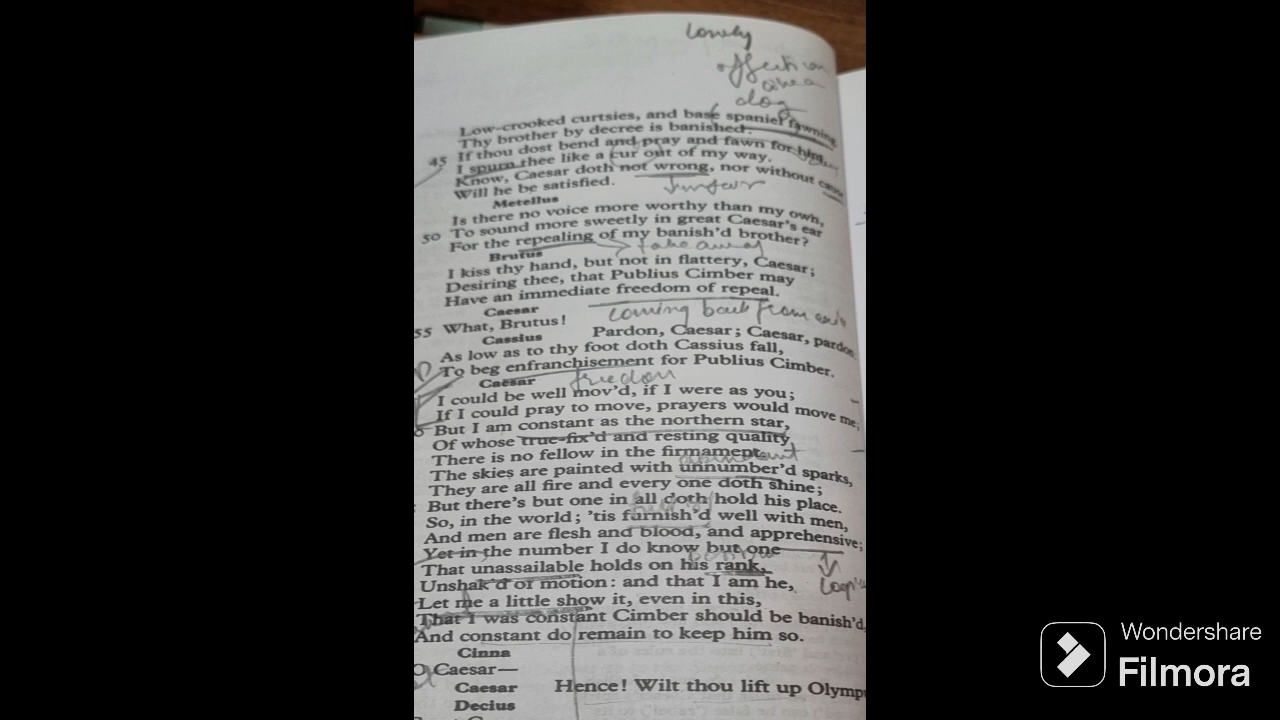 lonely
affection
like a
dog
Low-crooked curtsies, and base spaniel fawning
Thy brother by decree is banished.
If thou dost bend and pray and fawn for him,
45 I spurn thee like a cur out of my way.
Know, Caesar doth not wrong, nor without cause
Will he be satisfied.
unfair
Metellus
Is there no voice more worthy than my own,
50 To sound more sweetly in great Caesar's ear
For the repealing of my banish'd brother?
take away
Brutus
I kiss thy hand, but not in flattery, Caesar;
Desiring thee, that Publius Cimber may
Have an immediate freedom of repeal.
coming back from
Caesar
55 What, Brutus!
Cassius
Pardon, Caesar; Caesar, pardon
As low as to thy foot doth Cassius fall,
To beg enfranchisement for Publius Cimber.
freedom
Caesar
I could be well mov'd, if I were as you;
If I could pray to move, prayers would move me;
But I am constant as the northern star,
Of whose true-fix'd and resting quality
There is no fellow in the firmament.
The skies are painted with unnumber'd sparks,
They are all fire and every one doth shine;
But there's but one in all doth hold his place.
So, in the world; 'tis furnish'd well with men,
And men are flesh and blood, and apprehensive;
Yet in the number I do know but one
That unassailable holds on his rank,
Unshak'd of motion: and that I am he,
Let me a little show it, even in this,
That I was constant Cimber should be banish'd,
And constant do remain to keep him so.
Cinna
O Caesar—
Caesar
Hence! Wilt thou lift up
Decius
Wondershare
Filmora